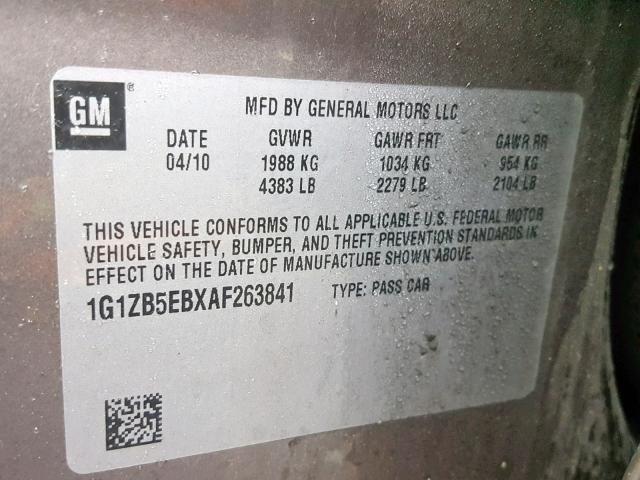 GM®
MFD BY GENERAL MOTORS LLC
DATE GVWR GAWR FRT GAWR RR
04/10 1988 KG 1034 KG 954 KG
4383 LB 2279 LB 2104 LB
THIS VEHICLE CONFORMS TO ALL APPLICABLE U.S. FEDERAL MOTOR
VEHICLE SAFETY, BUMPER, AND THEFT PREVENTION STANDARDS IN
EFFECT ON THE DATE OF MANUFACTURE SHOWN ABOVE.
1G1ZB5EBXAF263841 TYPE: PASS CAR